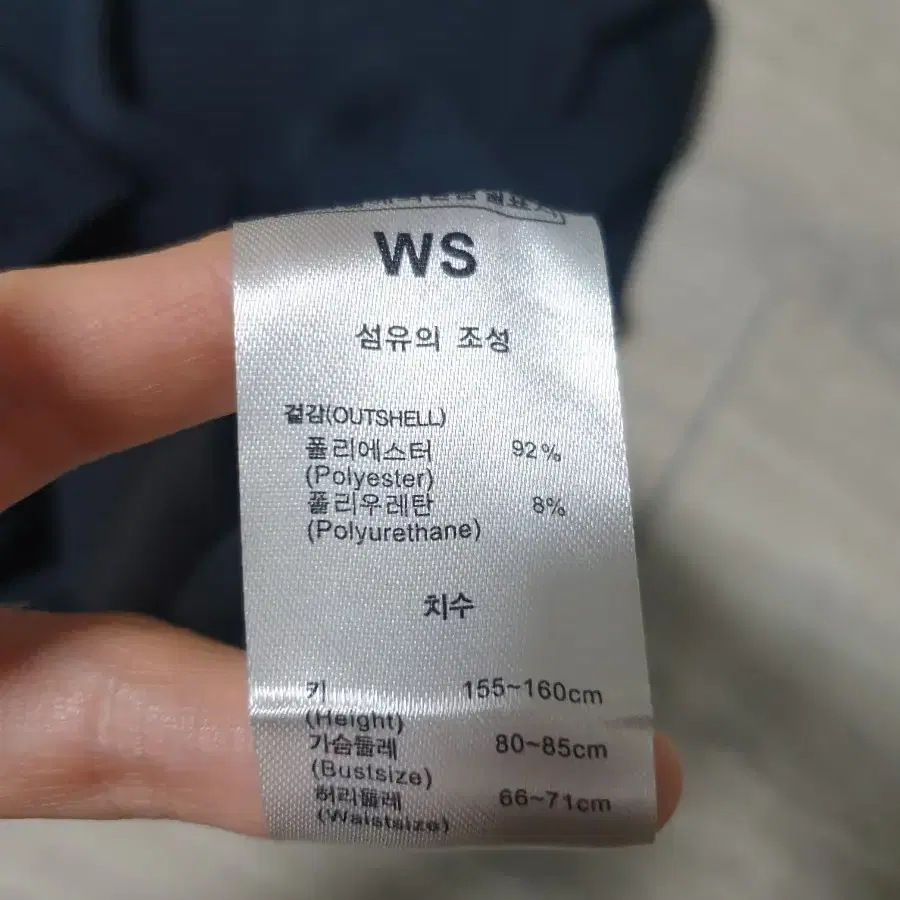 WS
섬유의 조성
겉감(OUTSHELL)
폴리에스터 92%
(Polyester)
폴리우레탄 8%
(Polyurethane)
치수
키 155~160cm
(Height)
가슴둘레 80~85cm
(Bustsize)
허리둘레 66~71cm
(Waistsize)